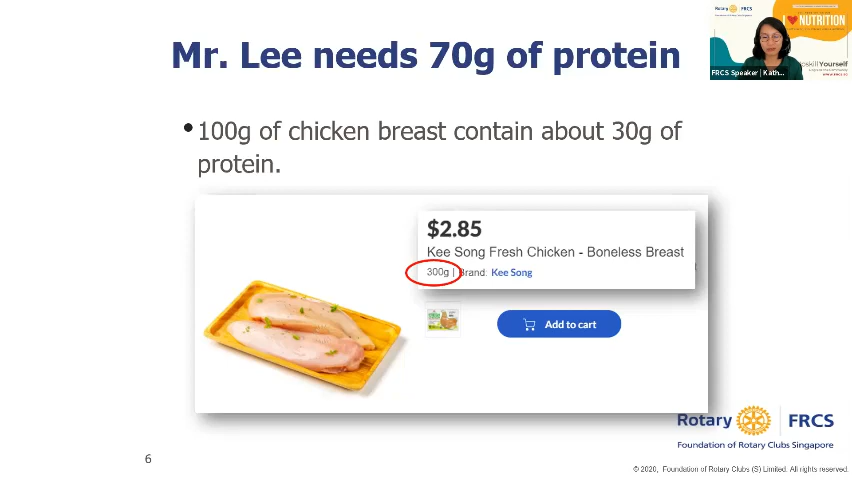 Mr. Lee needs 70g of protein
•100g of chicken breast contain about 30g of
protein.
$2.85
Kee Song Fresh Chicken - Boneless Breast
300g | Brand: Kee Song
Add to cart
Rotary FRCS
Foundation of Rotary Clubs Singapore
6
© 2020, Foundation of Rotary Clubs (S) Limited. All rights reserved.
Rotary FRCS
NUTRITION
FRCS Speaker | Kath...